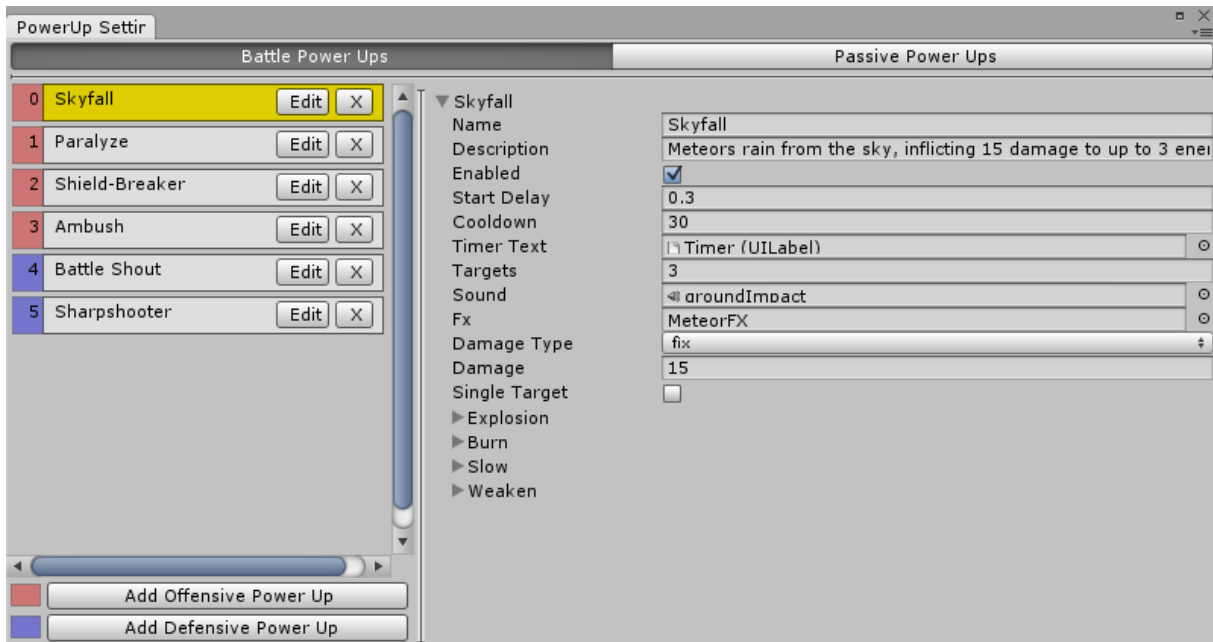 PowerUp Settir
Battle Power Ups
Passive Power Ups
0 Skyfall Edit X
1 Paralyze Edit X
2 Shield-Breaker Edit X
3 Ambush Edit X
4 Battle Shout Edit X
5 Sharpshooter Edit X
Add Offensive Power Up
Add Defensive Power Up
Skyfall
Name Skyfall
Description Meteors rain from the sky, inflicting 15 damage to up to 3 ener
Enabled
Start Delay 0.3
Cooldown 30
Timer Text Timer (UILabel)
Targets 3
Sound groundImpact
Fx MeteorFX
Damage Type fix
Damage 15
Single Target
Explosion
Burn
Slow
Weaken